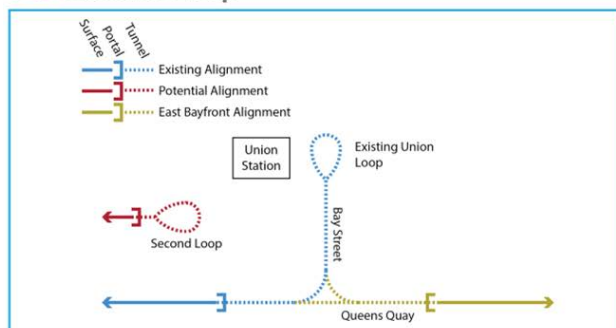 Surface
Portal
Tunnel
Existing Alignment
Potential Alignment
East Bayfront Alignment
Union
Station
Existing Union
Loop
Bay Street
Second Loop
Queens Quay